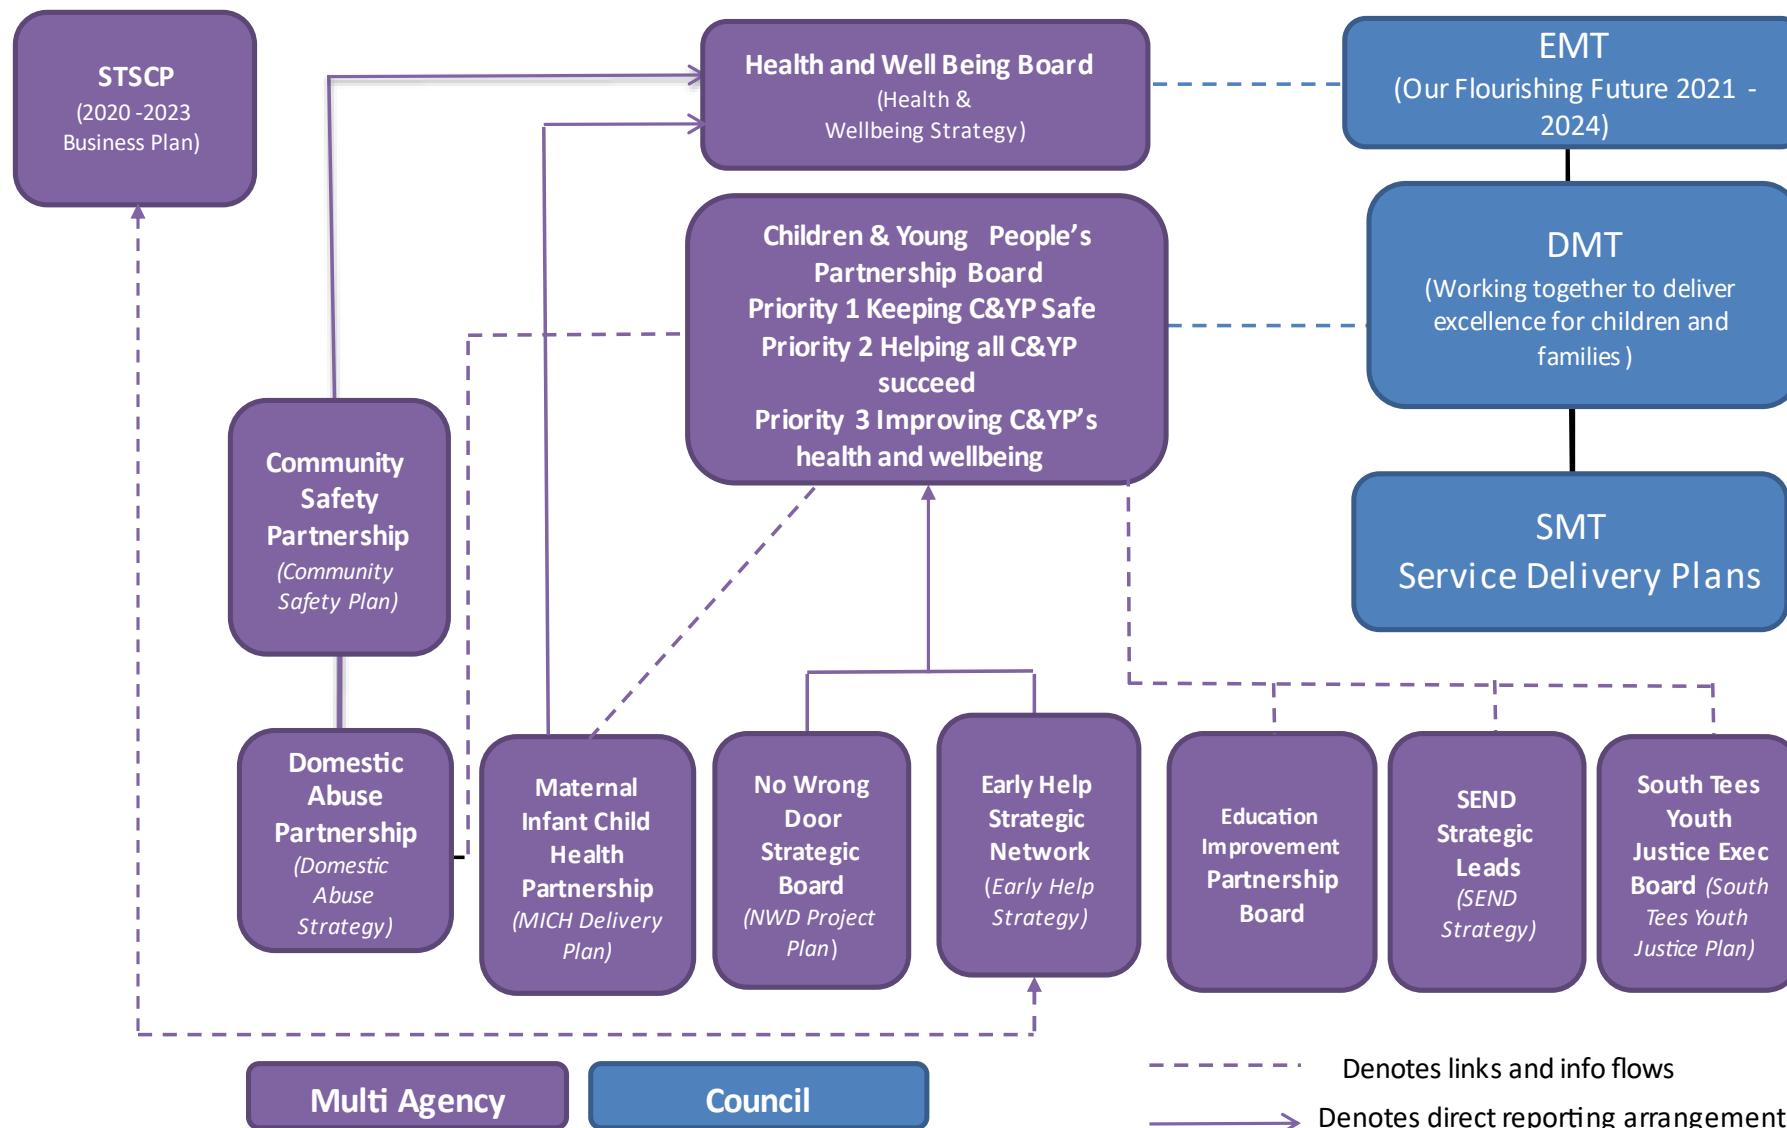 STSCP
(2020 -2023
Business Plan)
Health and Well Being Board
(Health &
Wellbeing Strategy)
EMT
(Our Flourishing Future 2021 -
2024)
Children & Young People's
Partnership Board
Priority 1 Keeping C&YP Safe
Priority 2 Helping all C&YP
succeed
Priority 3 Improving C&YP's
health and wellbeing
DMT
(Working together to deliver
excellence for children and
families)
Community
Safety
Partnership
(Community
Safety Plan)
SMT
Service Delivery Plans
Domestic
Abuse
Partnership
(Domestic
Abuse
Strategy)
Maternal
Infant Child
Health
Partnership
(MICH Delivery
Plan)
No Wrong
Door
Strategic
Board
(NWD Project
Plan)
Early Help
Strategic
Network
(Early Help
Strategy)
Education
Improvement
Partnership
Board
SEND
Strategic
Leads
(SEND
Strategy)
South Tees
Youth
Justice Exec
Board (South
Tees Youth
Justice Plan)
Multi Agency
Council
Denotes links and info flows
Denotes direct reporting arrangement